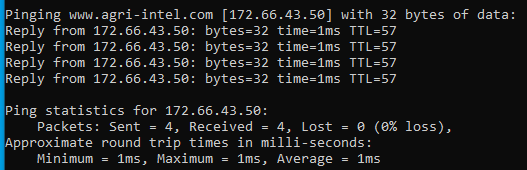 Pinging www.agri-intel.com [172.66.43.50] with 32 bytes of data:
Reply from 172.66.43.50: bytes=32 time=1ms TTL=57
Reply from 172.66.43.50: bytes=32 time=1ms TTL=57
Reply from 172.66.43.50: bytes=32 time=1ms TTL=57
Reply from 172.66.43.50: bytes=32 time=1ms TTL=57

Ping statistics for 172.66.43.50:
    Packets: Sent = 4, Received = 4, Lost = 0 (0% loss),
Approximate round trip times in milli-seconds:
    Minimum = 1ms, Maximum = 1ms, Average = 1ms